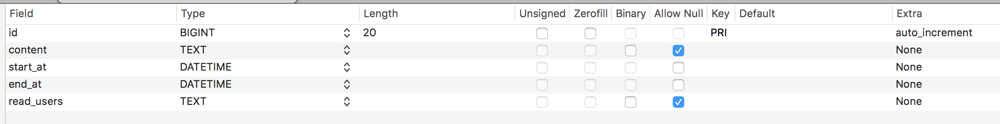 Field Type Length Unsigned Zerofill Binary Allow Null Key Default Extra
id BIGINT 20 PRI auto_increment
content TEXT None
start_at DATETIME None
end_at DATETIME None
read_users TEXT None